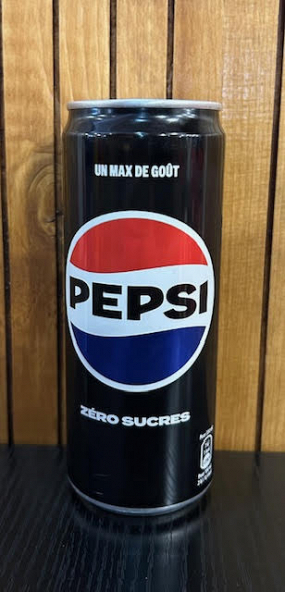 UN MAX DE GOÛT
PEPSI
ZÉRO SUCRES